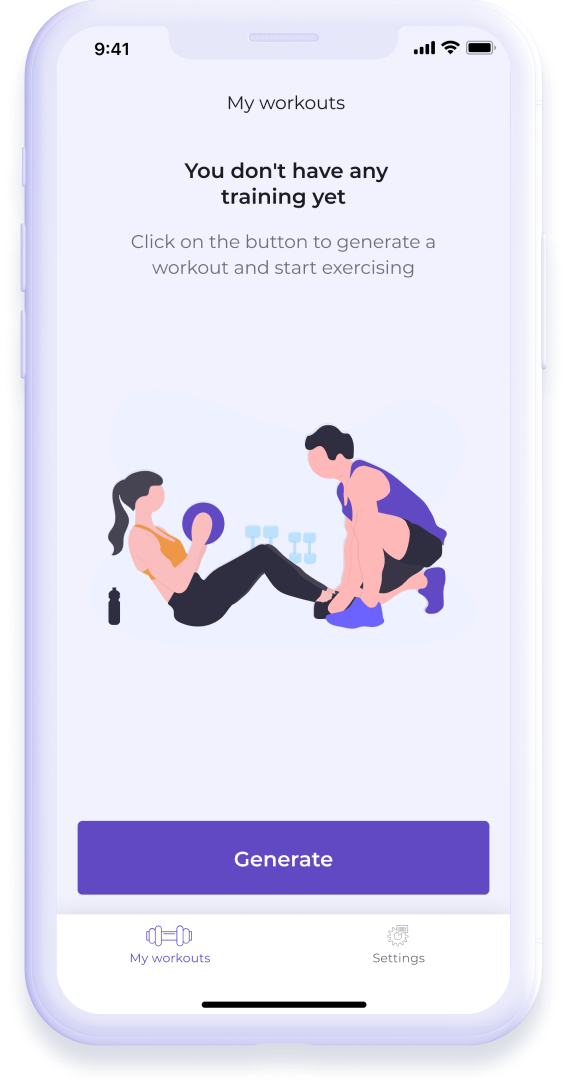 9:41
My workouts
You don't have any
training yet
Click on the button to generate a
workout and start exercising
Generate
My workouts
Settings